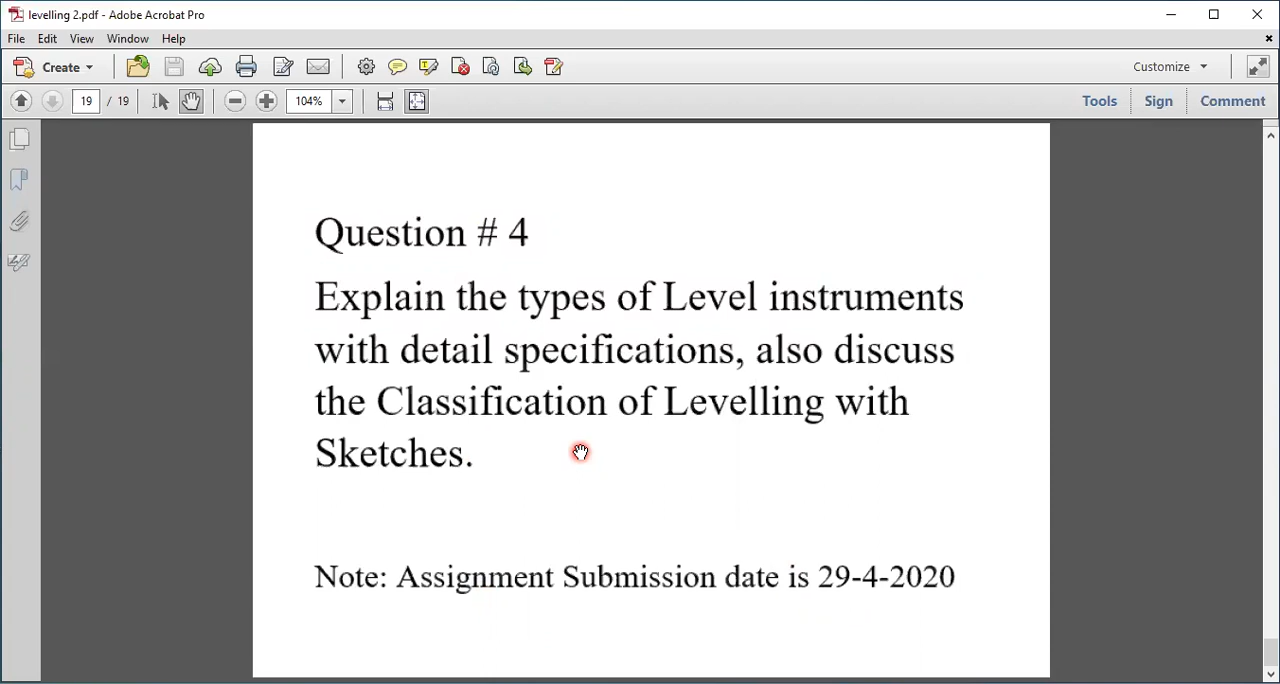 levelling 2.pdf - Adobe Acrobat Pro
File Edit View Window Help
Create Customize
19 / 19 104% Tools Sign Comment
Question # 4
Explain the types of Level instruments
with detail specifications, also discuss
the Classification of Levelling with
Sketches.
Note: Assignment Submission date is 29-4-2020